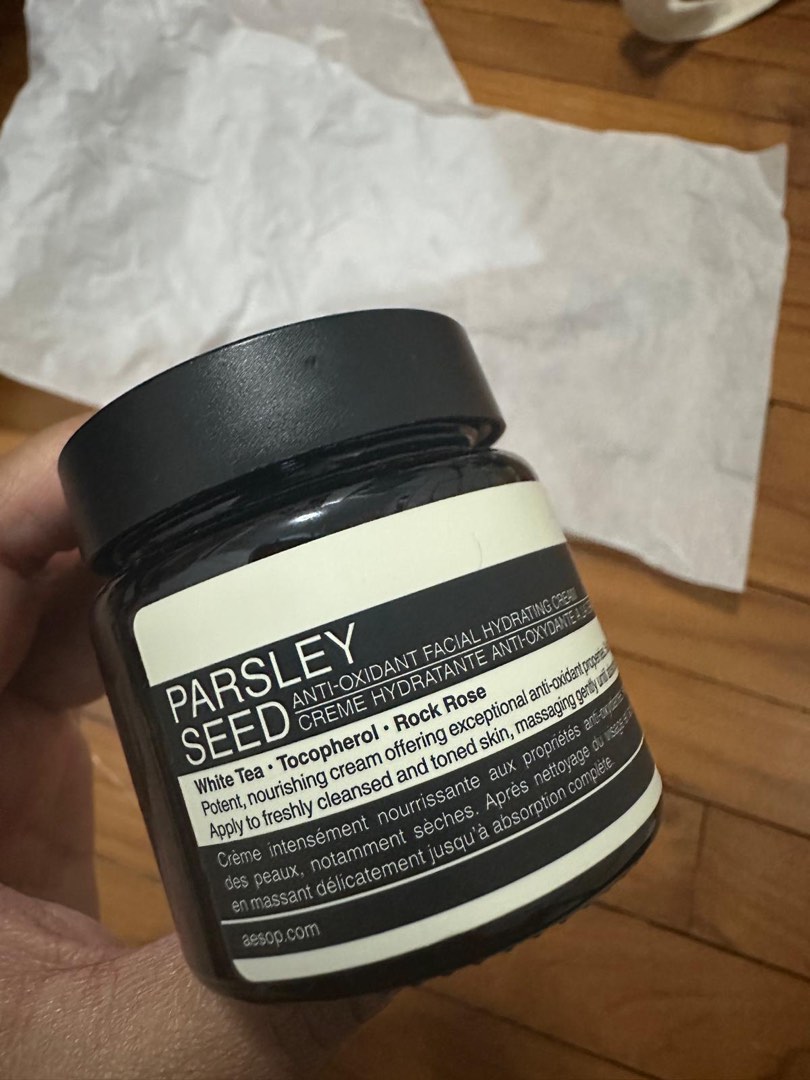 PARSLEY
SEED
ANTI-OXIDANT FACIAL HYDRATING CREAM
CRÈME HYDRATANTE ANTI-OXYDANTE
White Tea · Tocopherol · Rock Rose
Potent, nourishing cream offering exceptional anti-oxidant
Apply to freshly cleansed and toned skin, massaging gently until
Crème intensément nourrissante aux propriétés
des peaux, notamment sèches. Après nettoyage du visage
en massant délicatement jusqu'à absorption complète.
aesop.com